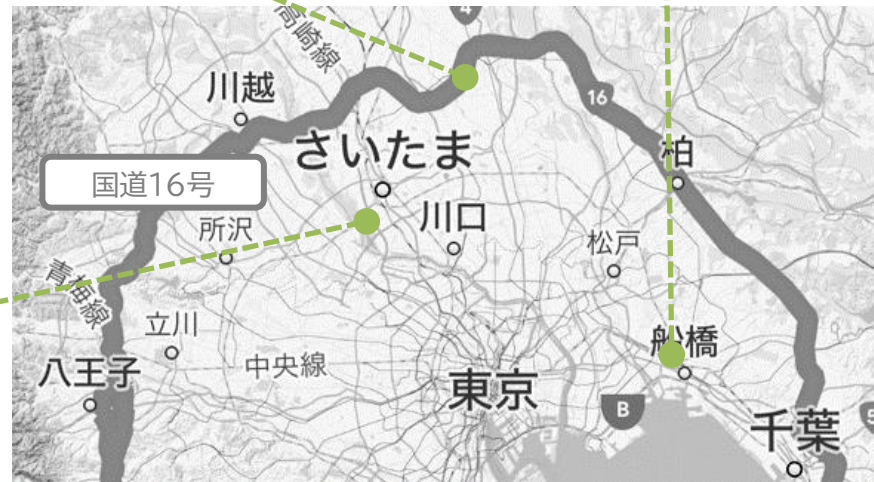 4
高崎線
川越
16
さいたま
柏
国道16号
川口
所沢
松戸
青梅線
立川
船橋
中央線
八王子
東京
B
千葉
5